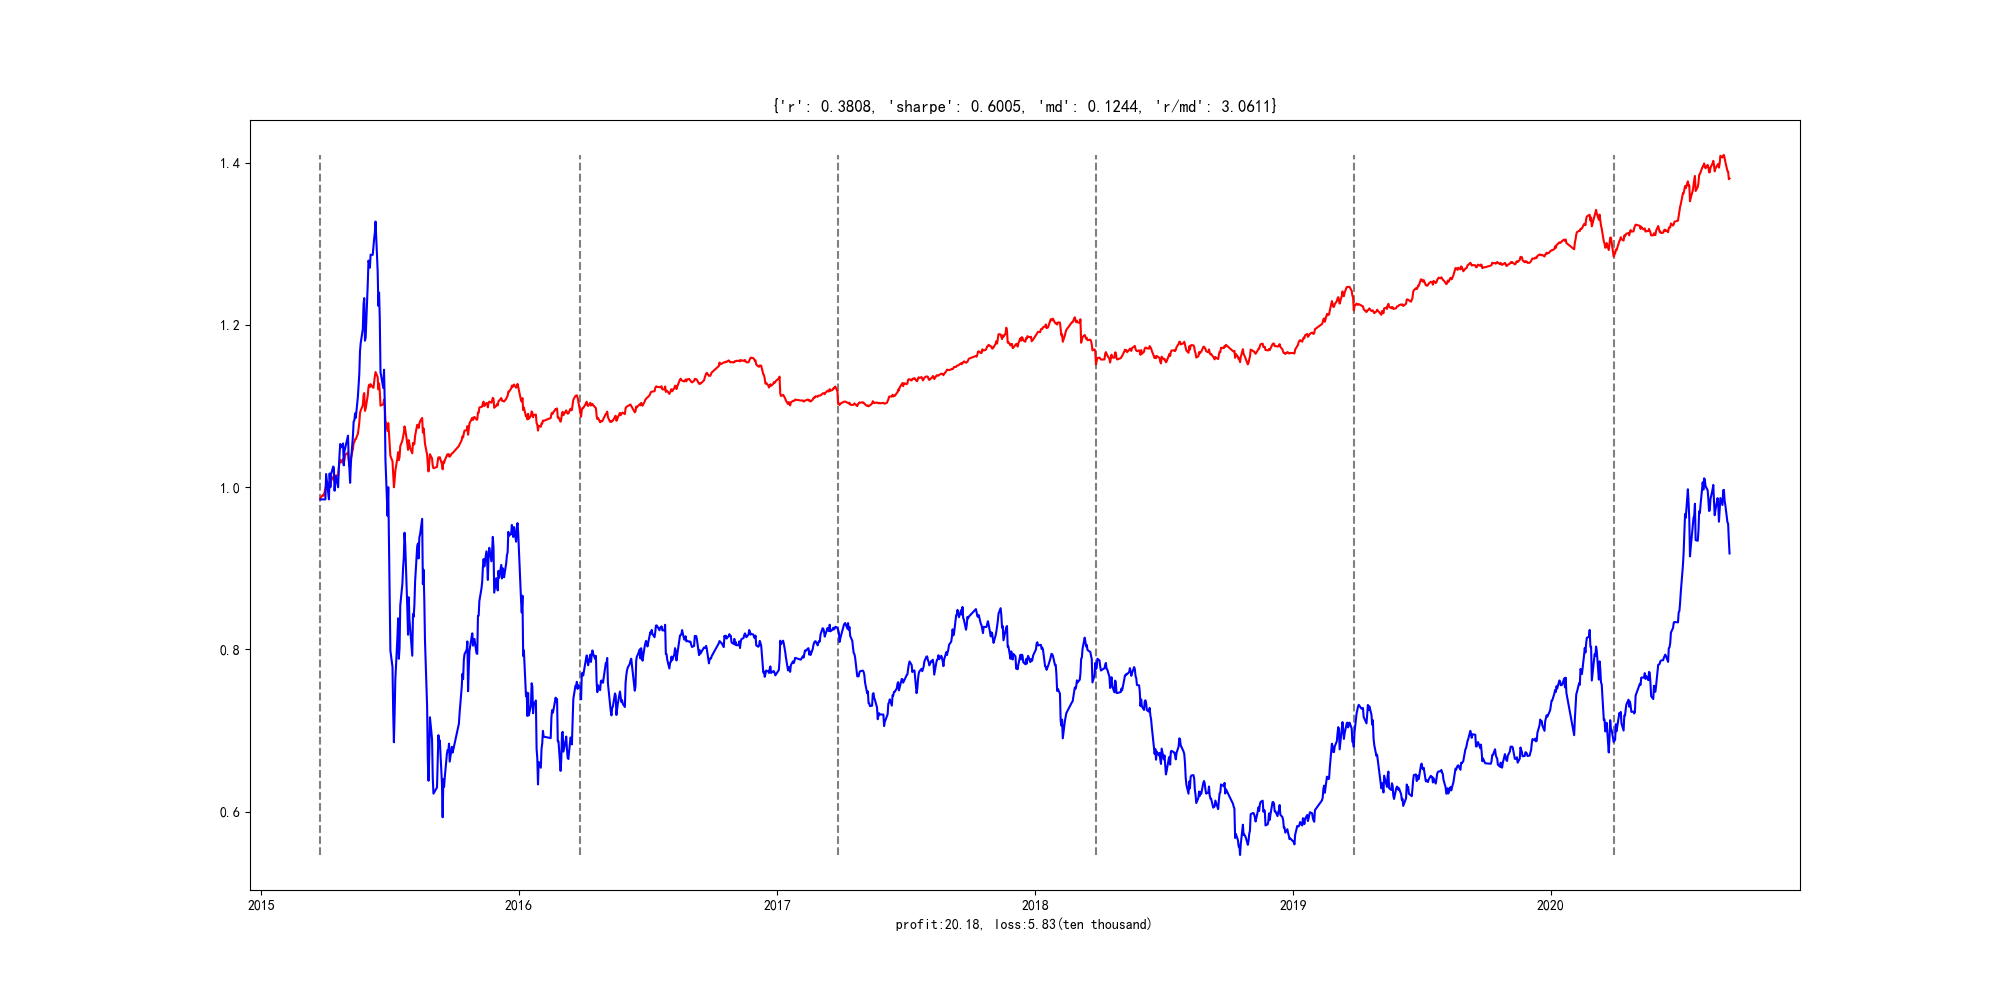 {'r': 0.3808, 'sharpe': 0.6005, 'md': 0.1244, 'r/md': 3.0611}
1.4
1.2
1.0
0.8
0.6
2015 2016 2017 2018 2019 2020
profit:20.18, loss:5.83(ten thousand)